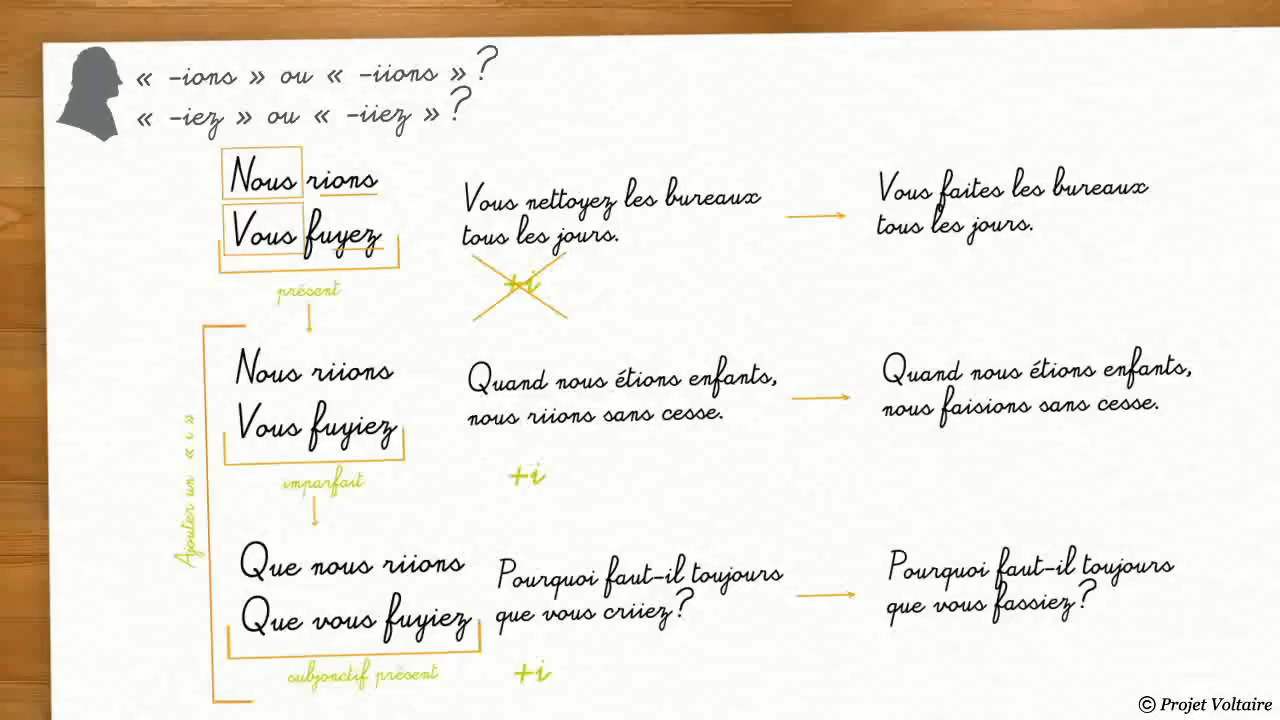 « -ions » ou « -iions » ?
« -iez » ou « -iiez » ?
Nous rions
Vous fuyez
présent
Vous nettoyez les bureaux
tous les jours.
+i
Vous faites les bureaux
tous les jours.
Ajouter un « i »
Nous riions
Vous fuyiez
imparfait
Quand nous étions enfants,
nous riions sans cesse.
+i
Quand nous étions enfants,
nous faisions sans cesse.
Que nous riions
Que vous fuyiez
subjonctif présent
Pourquoi faut-il toujours
que vous criiez ?
+i
Pourquoi faut-il toujours
que vous fassiez ?
© Projet Voltaire